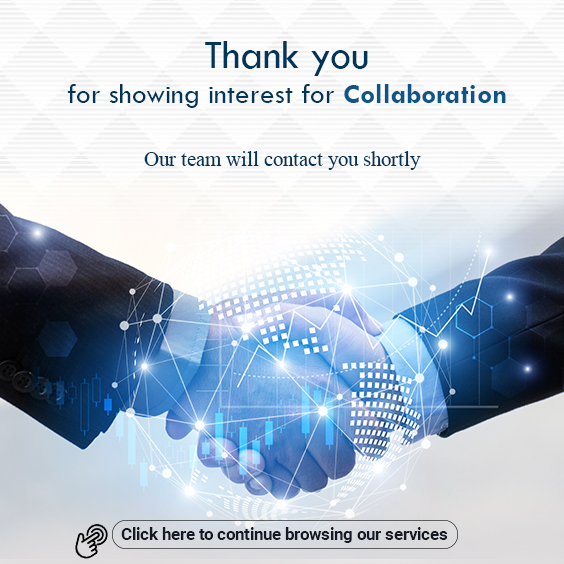 Thank you
for showing interest for Collaboration
Our team will contact you shortly
Click here to continue browsing our services